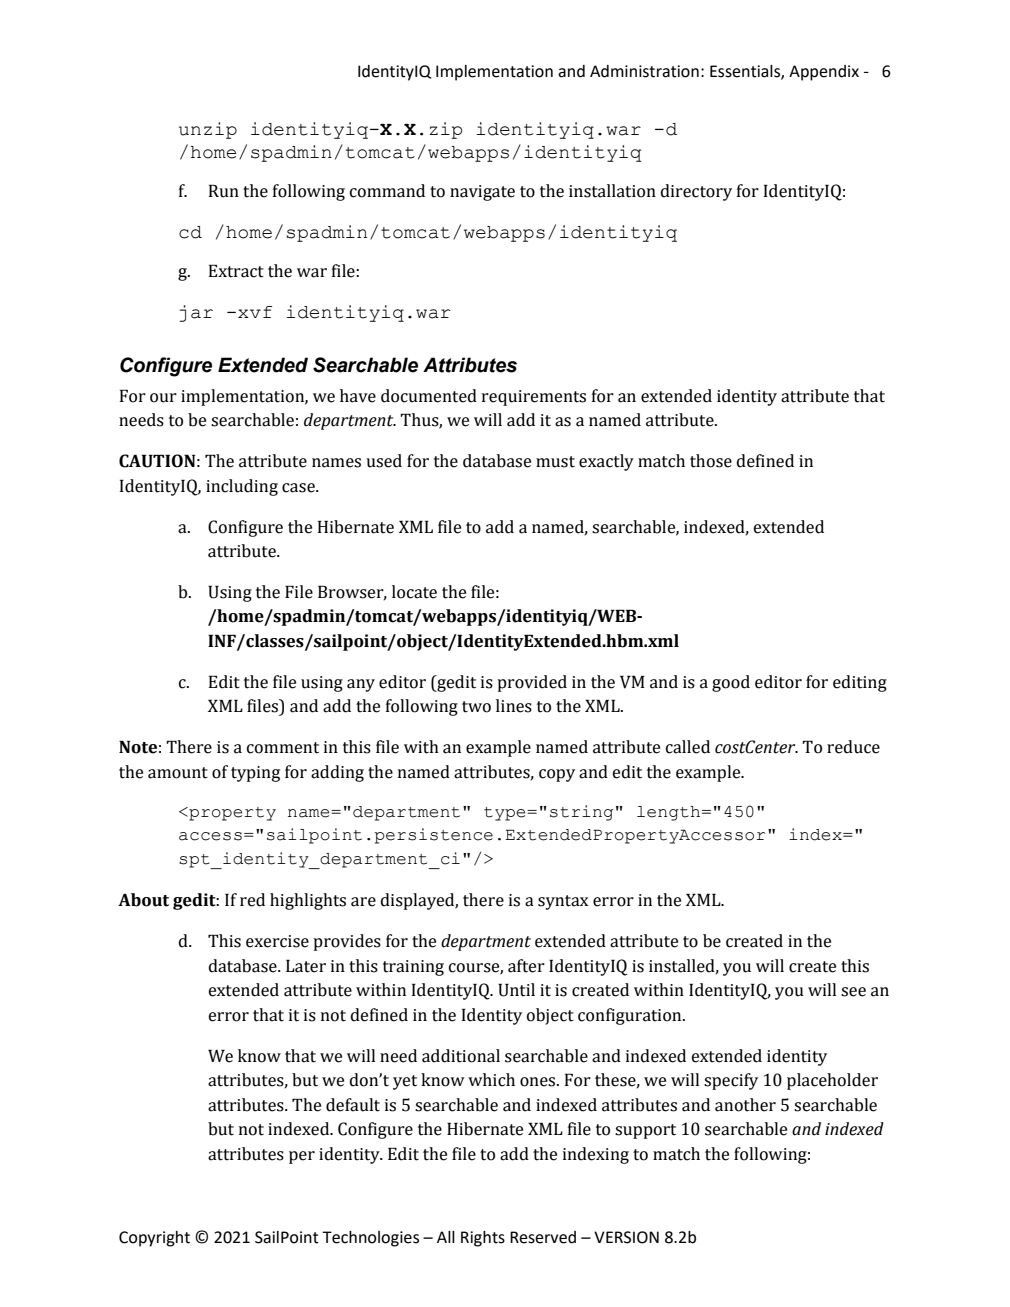 IdentityIQ Implementation and Administration: Essentials, Appendix - 6
unzip identityiq-X.X.zip identityiq.war -d
/home/spadmin/tomcat/webapps/identityiq
f. Run the following command to navigate to the installation directory for IdentityIQ:
cd /home/spadmin/tomcat/webapps/identityiq
g. Extract the war file:
jar -xvf identityiq.war
Configure Extended Searchable Attributes
For our implementation, we have documented requirements for an extended identity attribute that
needs to be searchable: department. Thus, we will add it as a named attribute.
CAUTION: The attribute names used for the database must exactly match those defined in
IdentityIQ, including case.
a. Configure the Hibernate XML file to add a named, searchable, indexed, extended
attribute.
b. Using the File Browser, locate the file:
/home/spadmin/tomcat/webapps/identityiq/WEB-
INF/classes/sailpoint/object/IdentityExtended.hbm.xml
c. Edit the file using any editor (gedit is provided in the VM and is a good editor for editing
XML files) and add the following two lines to the XML.
Note: There is a comment in this file with an example named attribute called costCenter. To reduce
the amount of typing for adding the named attributes, copy and edit the example.
<property name="department" type="string" length="450"
access="sailpoint.persistence.ExtendedPropertyAccessor" index="
spt_identity_department_ci"/>
About gedit: If red highlights are displayed, there is a syntax error in the XML.
d. This exercise provides for the department extended attribute to be created in the
database. Later in this training course, after IdentityIQ is installed, you will create this
extended attribute within IdentityIQ. Until it is created within IdentityIQ, you will see an
error that it is not defined in the Identity object configuration.
We know that we will need additional searchable and indexed extended identity
attributes, but we don’t yet know which ones. For these, we will specify 10 placeholder
attributes. The default is 5 searchable and indexed attributes and another 5 searchable
but not indexed. Configure the Hibernate XML file to support 10 searchable and indexed
attributes per identity. Edit the file to add the indexing to match the following:
Copyright © 2021 SailPoint Technologies – All Rights Reserved – VERSION 8.2b